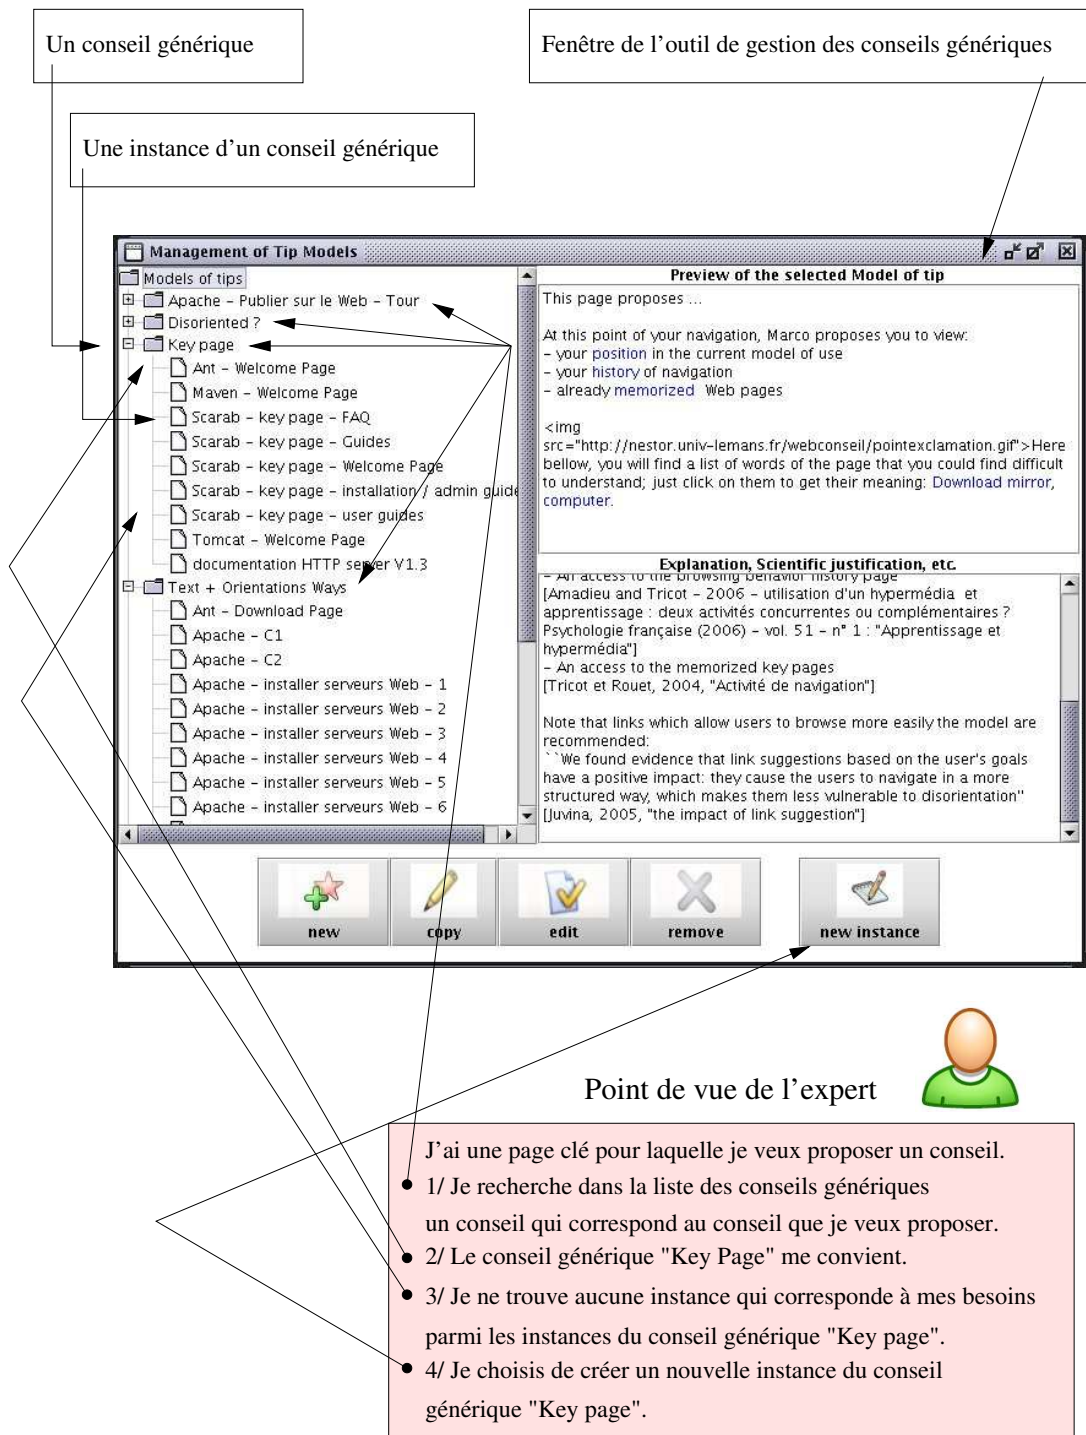 Un conseil générique
Fenêtre de l'outil de gestion des conseils génériques
Une instance d'un conseil générique
Management of Tip Models
Models of tips
Apache – Publier sur le Web – Tour
Disoriented ?
Key page
Ant – Welcome Page
Maven – Welcome Page
Scarab – key page – FAQ
Scarab – key page – Guides
Scarab – key page – Welcome Page
Scarab – key page – installation / admin guide
Scarab – key page – user guides
Tomcat – Welcome Page
documentation HTTP server V1.3
Text + Orientations Ways
Ant – Download Page
Apache – C1
Apache – C2
Apache – installer serveurs Web – 1
Apache – installer serveurs Web – 2
Apache – installer serveurs Web – 3
Apache – installer serveurs Web – 4
Apache – installer serveurs Web – 5
Apache – installer serveurs Web – 6
Preview of the selected Model of tip
This page proposes ...
At this point of your navigation, Marco proposes you to view:
– your position in the current model of use
– your history of navigation
– already memorized Web pages
<img
src="http://nestor.univ-lemans.fr/webconseil/pointexclamation.gif">Here
bellow, you will find a list of words of the page that you could find difficult
to understand; just click on them to get their meaning: Download mirror,
computer.
Explanation, Scientific justification, etc.
– An access to the browsing behavior history page
[Amadieu and Tricot – 2006 – utilisation d'un hypermédia et
apprentissage : deux activités concurrentes ou complémentaires ?
Psychologie française (2006) – vol. 51 – n° 1 : "Apprentissage et
hypermédia"]
– An access to the memorized key pages
[Tricot et Rouet, 2004, "Activité de navigation"]
Note that links which allow users to browse more easily the model are
recommended:
``We found evidence that link suggestions based on the user's goals
have a positive impact: they cause the users to navigate in a more
structured way, which makes them less vulnerable to disorientation''
[Juvina, 2005, "the impact of link suggestion"]
new
copy
edit
remove
new instance
Point de vue de l'expert
J'ai une page clé pour laquelle je veux proposer un conseil.
1/ Je recherche dans la liste des conseils génériques
un conseil qui correspond au conseil que je veux proposer.
2/ Le conseil générique "Key Page" me convient.
3/ Je ne trouve aucune instance qui corresponde à mes besoins
parmi les instances du conseil générique "Key page".
4/ Je choisis de créer un nouvelle instance du conseil
générique "Key page".